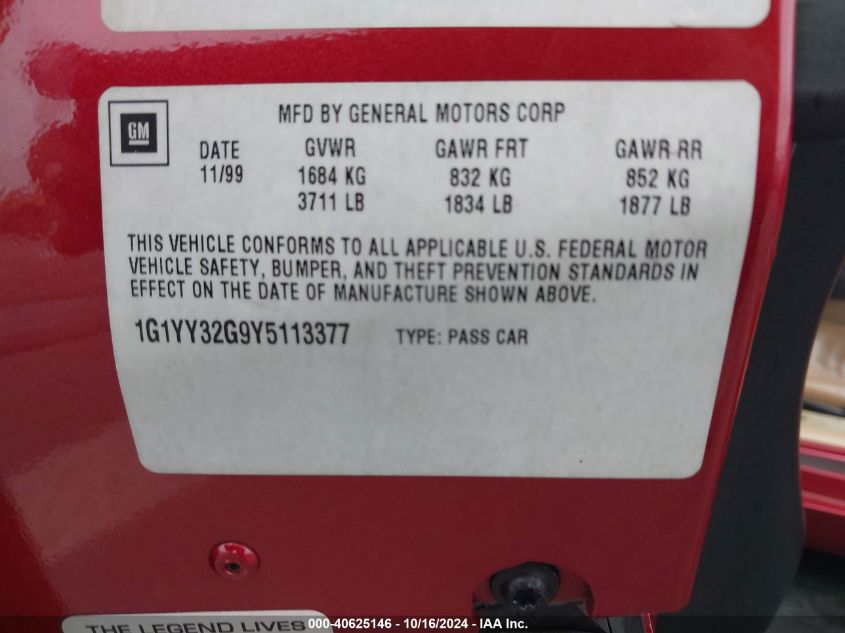 MFD BY GENERAL MOTORS CORP
GM
DATE GVWR GAWR FRT GAWR RR
11/99 1684 KG 832 KG 852 KG
3711 LB 1834 LB 1877 LB
THIS VEHICLE CONFORMS TO ALL APPLICABLE U.S. FEDERAL MOTOR
VEHICLE SAFETY, BUMPER, AND THEFT PREVENTION STANDARDS IN
EFFECT ON THE DATE OF MANUFACTURE SHOWN ABOVE.
1G1YY32G9Y5113377 TYPE: PASS CAR
THE LEGEND LIVES
000-40625146 - 10/16/2024 - IAA Inc.